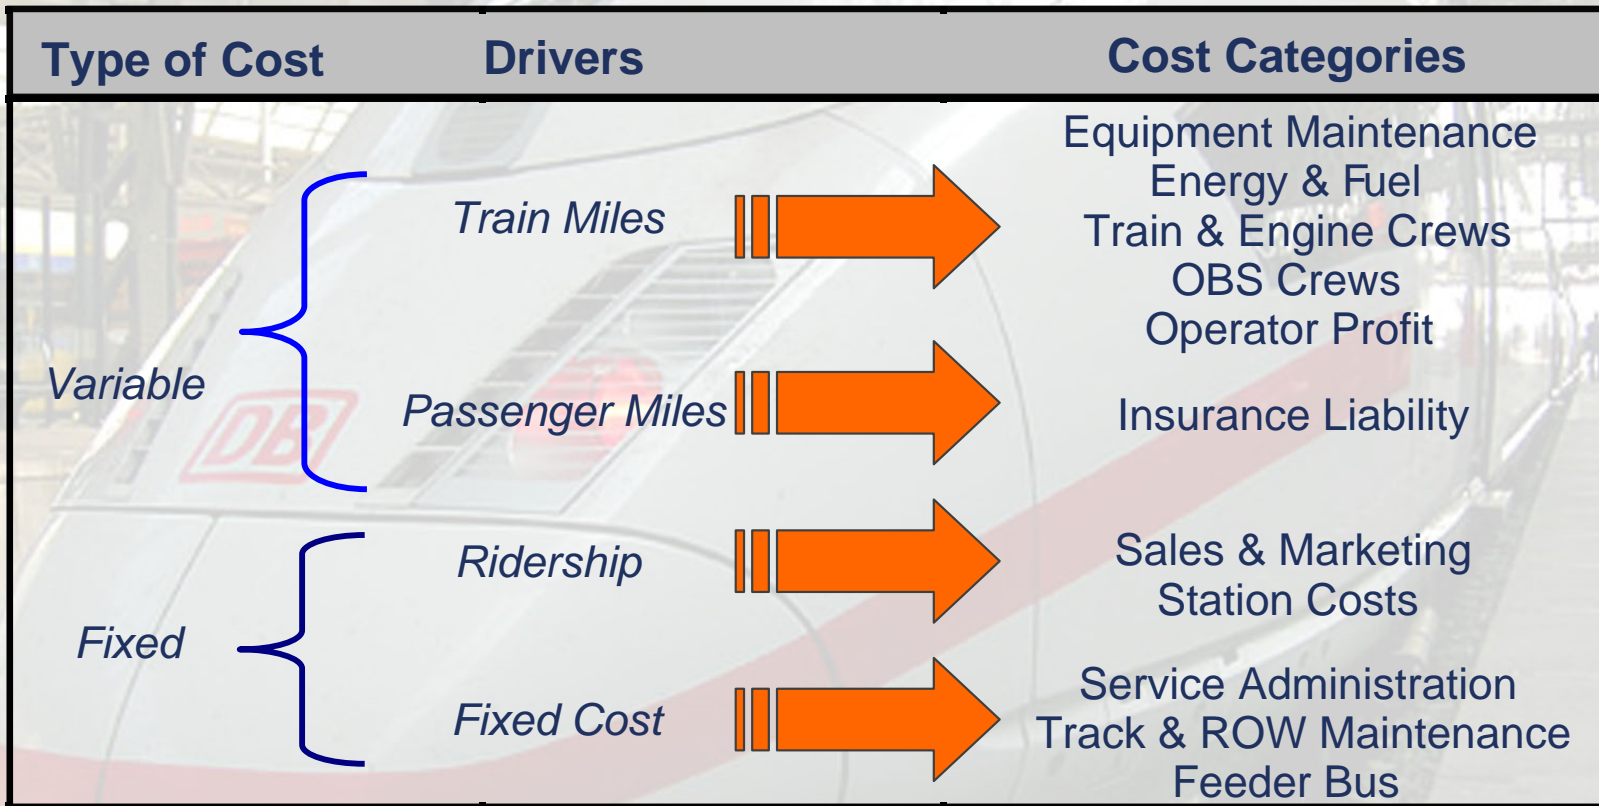 Type of Cost Drivers Cost Categories
Variable
Train Miles
Equipment Maintenance
Energy & Fuel
Train & Engine Crews
OBS Crews
Operator Profit
Passenger Miles
Insurance Liability
DB
Fixed
Ridership
Sales & Marketing
Station Costs
Fixed Cost
Service Administration
Track & ROW Maintenance
Feeder Bus